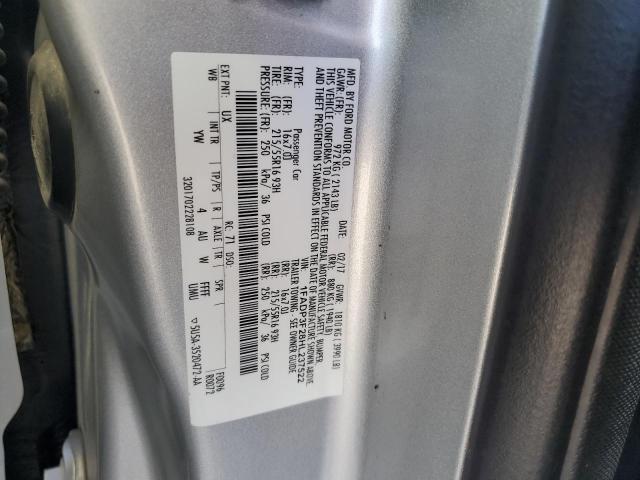 MFD. BY FORD MOTOR CO.
DATE: 02/17 GVWR: 1810 KG ( 3990 LB)
GAWR: (FR): 972 KG ( 2143 LB) (RR): 880 KG ( 1940 LB)
THIS VEHICLE CONFORMS TO ALL APPLICABLE FEDERAL MOTOR VEHICLE SAFETY, BUMPER,
AND THEFT PREVENTION STANDARDS IN EFFECT ON THE DATE OF MANUFACTURE SHOWN ABOVE.
VIN: 1FADP3F28HL237522
TYPE: Passenger Car TRAILER TOWING - SEE OWNER GUIDE
RIM: (FR): 16x7.0J (RR): 16x7.0J
TIRE: (FR): 215/55R16 93H (RR): 215/55R16 93H
PRESSURE: (FR): 250 kPa/ 36 PSI COLD (RR): 250 kPa/ 36 PSI COLD
EXT PNT: UX RC: 71 DSO: F0096
WB INT TR TP/PS R AXLE TR SPR R0072
YW 4 AU W FFFF
3201702228108 UMU ▽5U5A-3520472-AA